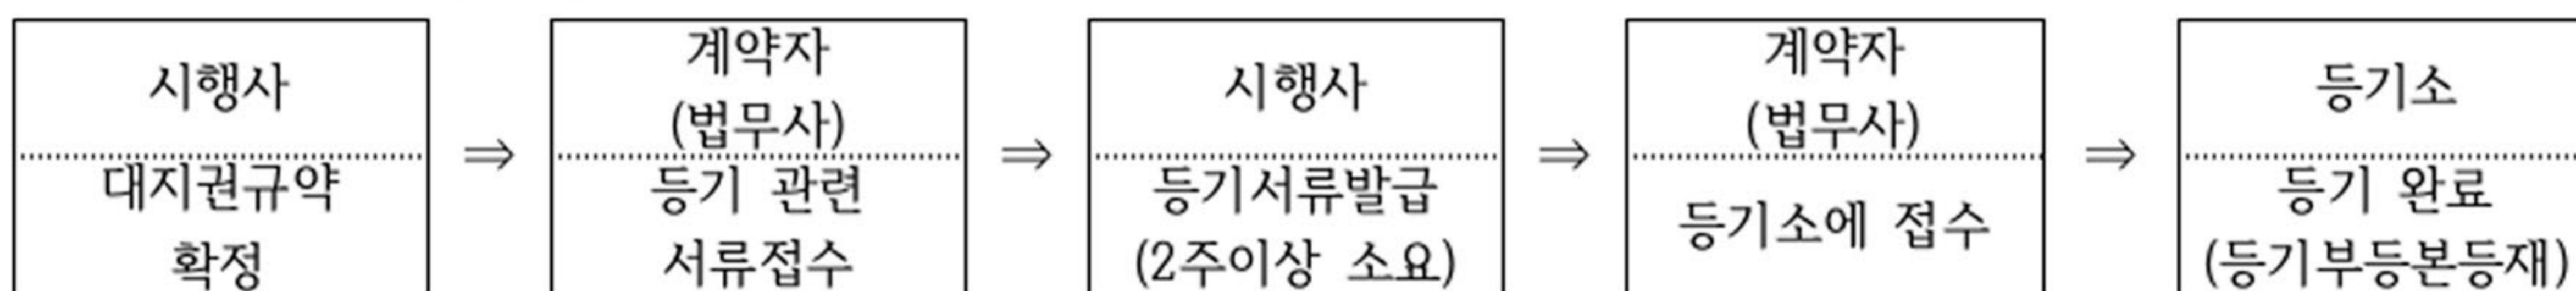 시행사
대지권규약
확정
⇒
계약자
(법무사)
등기 관련
서류접수
⇒
시행사
등기서류발급
(2주이상 소요)
⇒
계약자
(법무사)
등기소에 접수
⇒
등기소
등기 완료
(등기부등본등재)